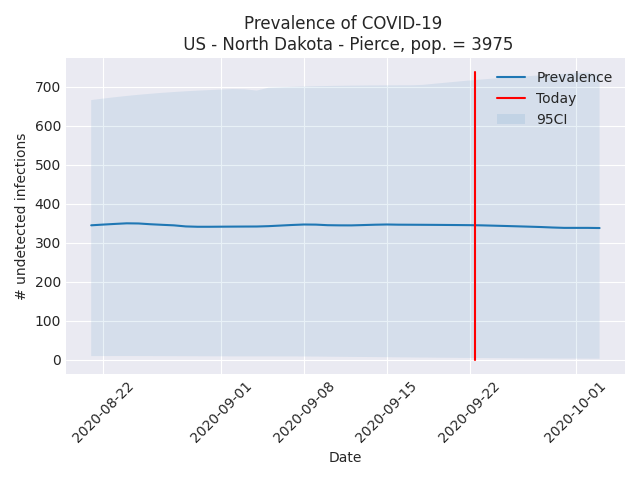 Prevalence of COVID-19
US - North Dakota - Pierce, pop. = 3975
Prevalence
Today
95CI
# undetected infections
700
600
500
400
300
200
100
0
2020-08-22
2020-09-01
2020-09-08
2020-09-15
2020-09-22
2020-10-01
Date